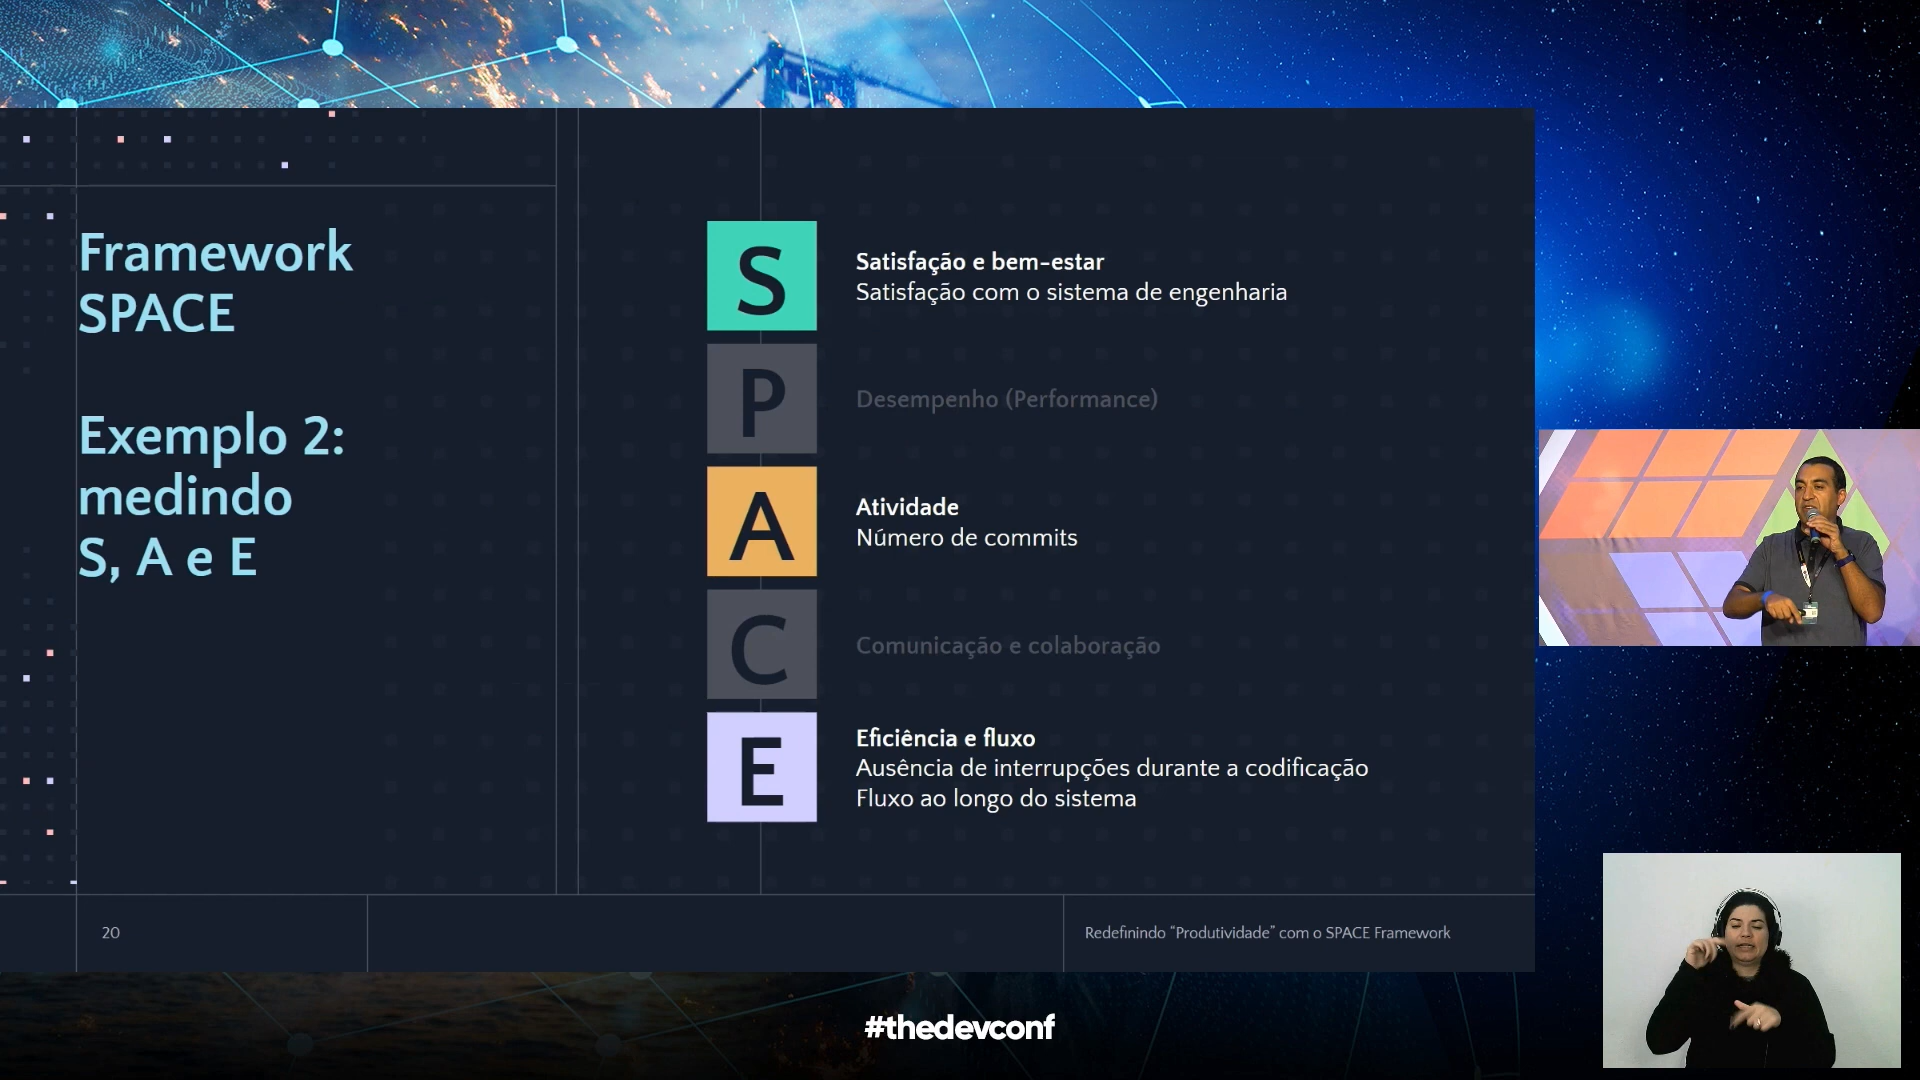 Framework
SPACE
Exemplo 2:
medindo
S, A e E
S
Satisfação e bem-estar
Satisfação com o sistema de engenharia
P
Desempenho (Performance)
A
Atividade
Número de commits
C
Comunicação e colaboração
E
Eficiência e fluxo
Ausência de interrupções durante a codificação
Fluxo ao longo do sistema
20
Redefinindo “Produtividade” com o SPACE Framework
#thedevconf